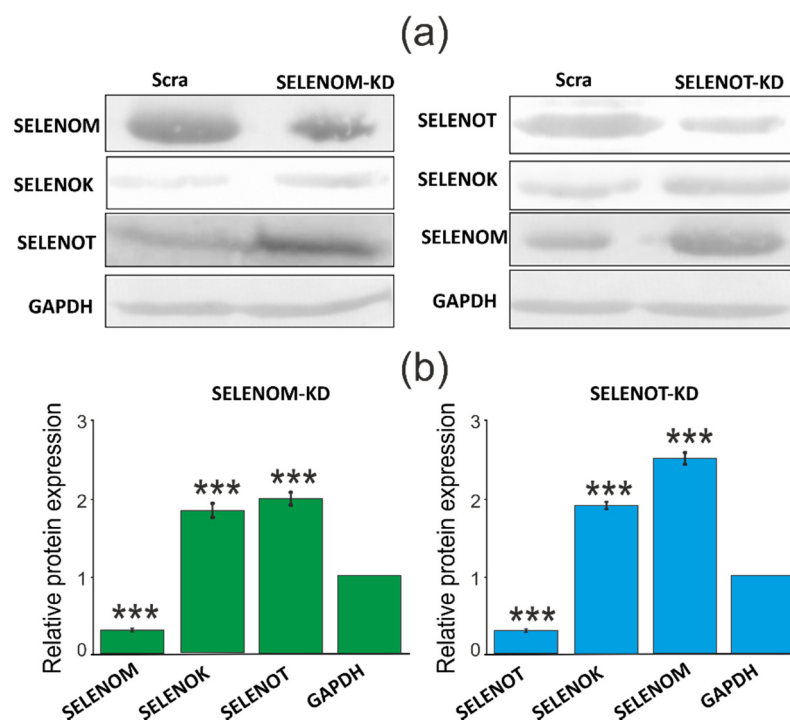 (a)
Scra SELENOM-KD
SELENOM
SELENOK
SELENOT
GAPDH
Scra SELENOT-KD
SELENOT
SELENOK
SELENOM
GAPDH
(b)
SELENOM-KD
Relative protein expression
3
2
1
0
***
***
***
SELENOM SELENOK SELENOT GAPDH
SELENOT-KD
Relative protein expression
3
2
1
0
***
***
***
SELENOT SELENOK SELENOM GAPDH